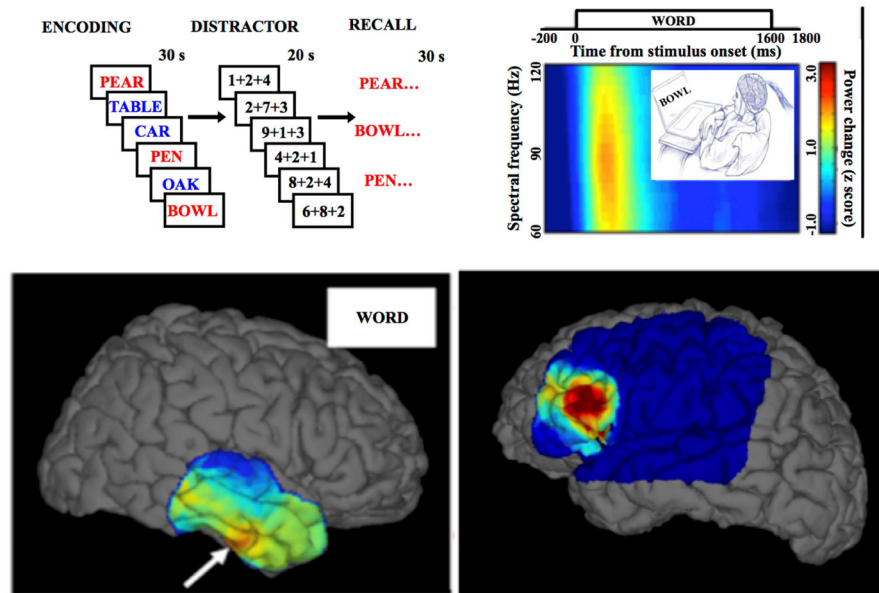 ENCODING
DISTRACTOR
RECALL
30 s
20 s
30 s
PEAR
TABLE
CAR
PEN
OAK
BOWL
1+2+4
2+7+3
9+1+3
4+2+1
8+2+4
6+8+2
PEAR...
BOWL...
PEN...
WORD
-200 0 1600 1800
Time from stimulus onset (ms)
Spectral frequency (Hz)
120
90
60
BOWL
3.0
1.0
-1.0
Power change (z score)
WORD